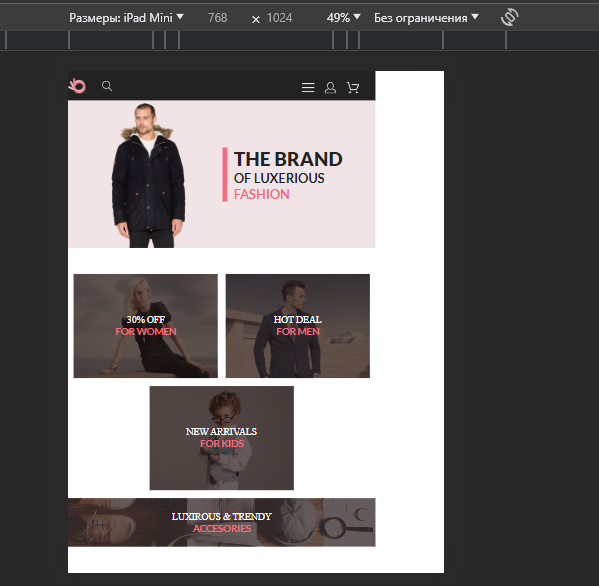 Размеры: iPad Mini 768 × 1024 49% Без ограничения
THE BRAND
OF LUXERIOUS
FASHION
30% OFF
FOR WOMEN
HOT DEAL
FOR MEN
NEW ARRIVALS
FOR KIDS
LUXIROUS & TRENDY
ACCESORIES